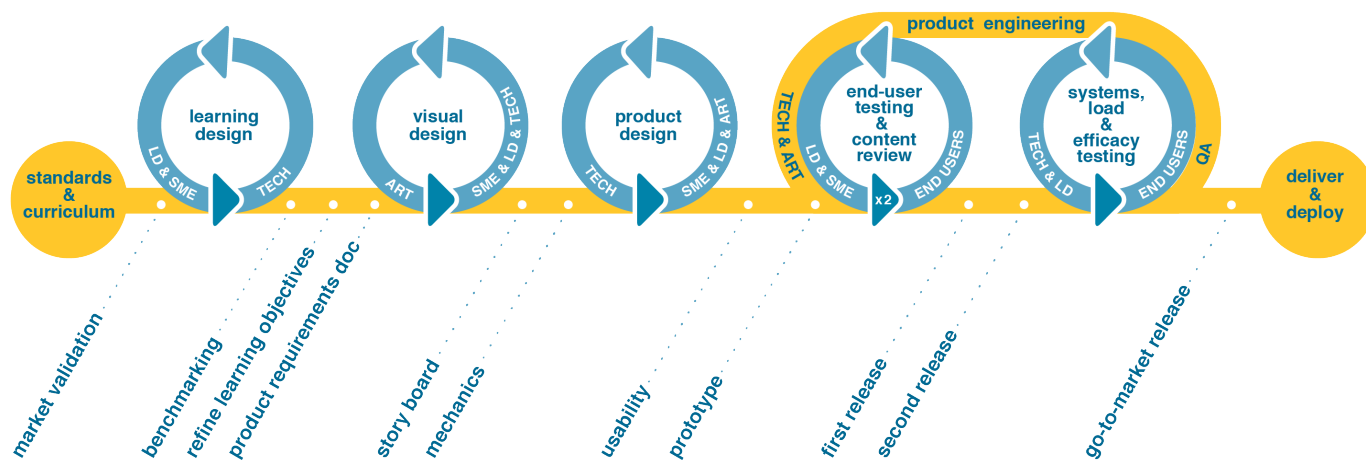 product engineering
standards
&
curriculum
learning
design
LD & SME
TECH
visual
design
ART
SME & LD & TECH
product
design
TECH
SME & LD & ART
TECH & ART
end-user
testing
&
content
review
LD & SME
END USERS
x2
systems,
load
&
efficacy
testing
TECH & LD
END USERS
QA
deliver
&
deploy
market validation
benchmarking
refine learning objectives
product requirements doc
story board
mechanics
usability
prototype
first release
second release
go-to-market release